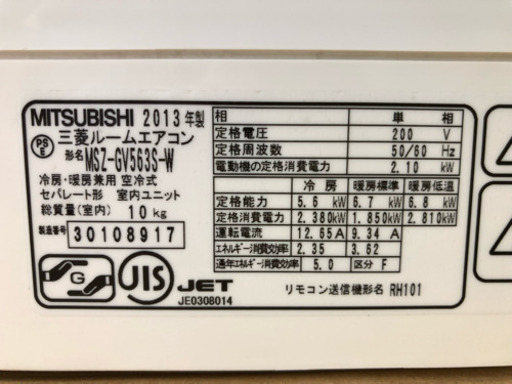 MITSUBISHI 2013年製
PS E
三菱ルームエアコン
形名 MSZ-GV563S-W
冷房・暖房兼用 空冷式
セパレート形 室内ユニット
総質量(室内) 10kg
製造番号 30108917
G JIS JET
JE0308014
相 単 相
定格電圧 200 V
定格周波数 50/60 Hz
電動機の定格消費電力 2.10 kW
冷 房 暖房標準 暖房低温
定格能力 5.6 kW 6.7 kW 6.8 kW
定格消費電力 2.380kW 1.850kW 2.810kW
運転電流 12.65A 9.34 A
エネルギー消費効率 2.35 3.62
通年エネルギー消費効率 5.0 区分 F
リモコン送信機形名 RH101